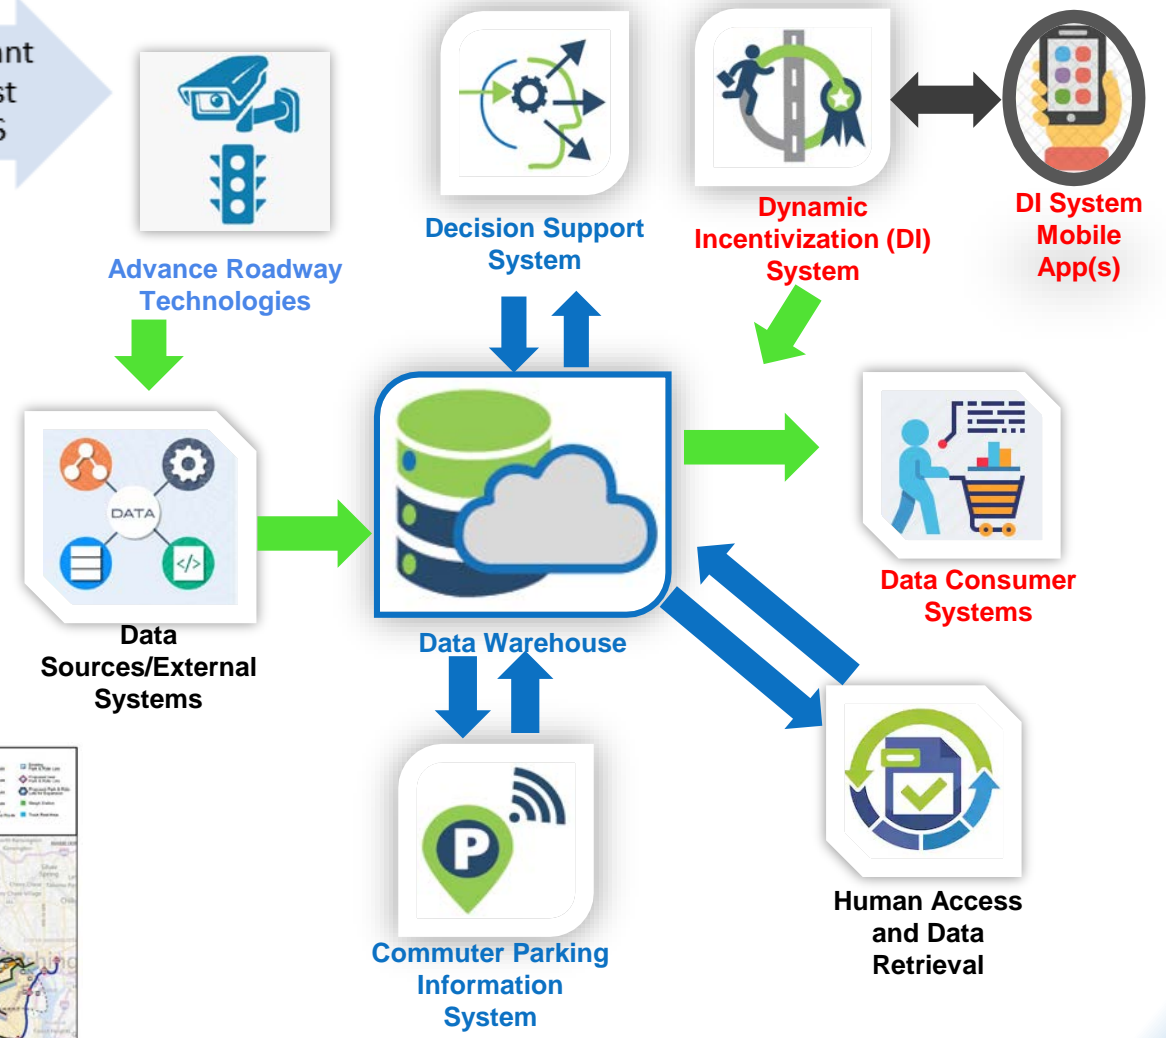 Decision Support
System
Dynamic
Incentivization (DI)
System
DI System
Mobile
App(s)
Advance Roadway
Technologies
DATA
</>
Data Consumer
Systems
Data
Sources/External
Systems
Data Warehouse
P
Human Access
and Data
Retrieval
Commuter Parking
Information
System